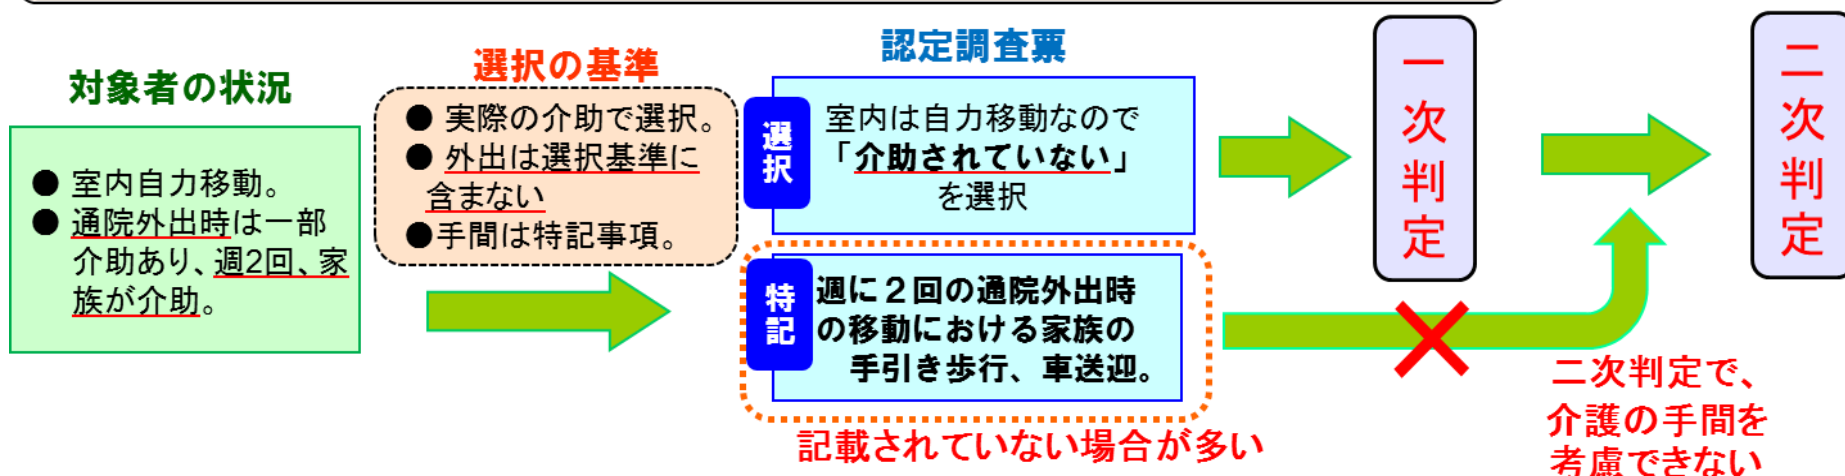 対象者の状況
● 室内自力移動。
● 通院外出時は一部
介助あり、週2回、家
族が介助。
選択の基準
● 実際の介助で選択。
● 外出は選択基準に
含まない
●手間は特記事項。
認定調査票
選択
室内は自力移動なので
「介助されていない」
を選択
特記
週に２回の通院外出時
の移動における家族の
手引き歩行、車送迎。
記載されていない場合が多い
一次判定
二次判定
二次判定で、
介護の手間を
考慮できない